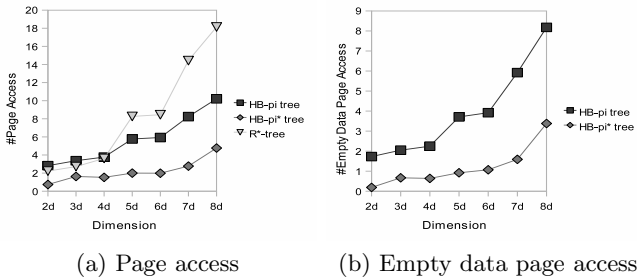 20
18
16
14
12
10
8
6
4
2
0
#Page Access
2d 3d 4d 5d 6d 7d 8d
Dimension
HB-pi tree
HB-pi* tree
R*-tree
(a) Page access
9
8
7
6
5
4
3
2
1
0
#Empty Data Page Access
2d 3d 4d 5d 6d 7d 8d
Dimension
HB-pi tree
HB-pi* tree
(b) Empty data page access